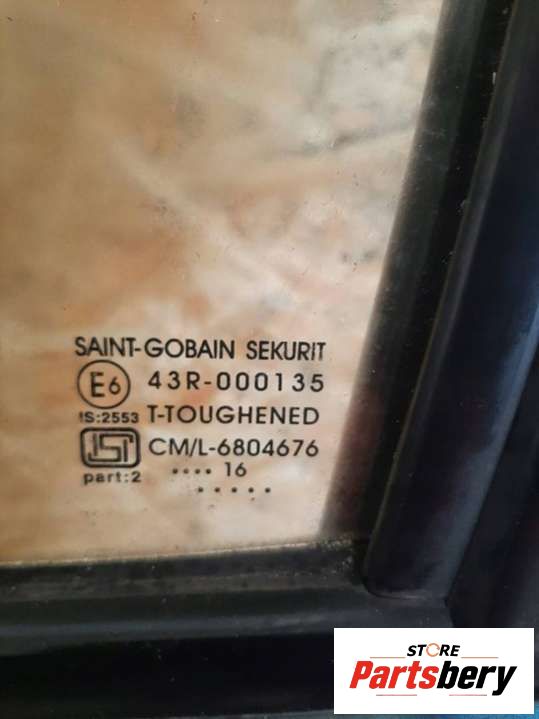 SAINT-GOBAIN SEKURIT
E6 43R-000135
IS:2553 T-TOUGHENED
ISI CM/L-6804676
.... 16
part:2
.....
STORE
Partsbery